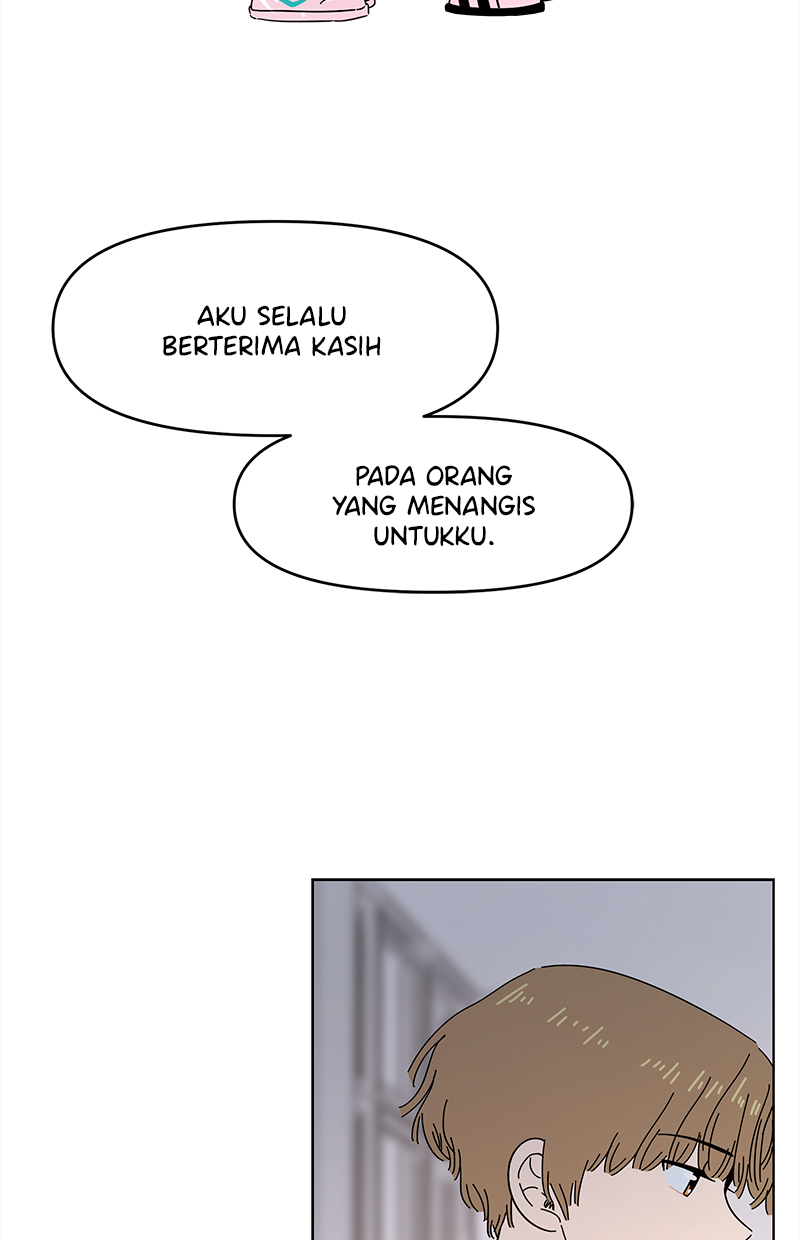 AKU SELALU
BERTERIMA KASIH
PADA ORANG
YANG MENANGIS
UNTUKKU.